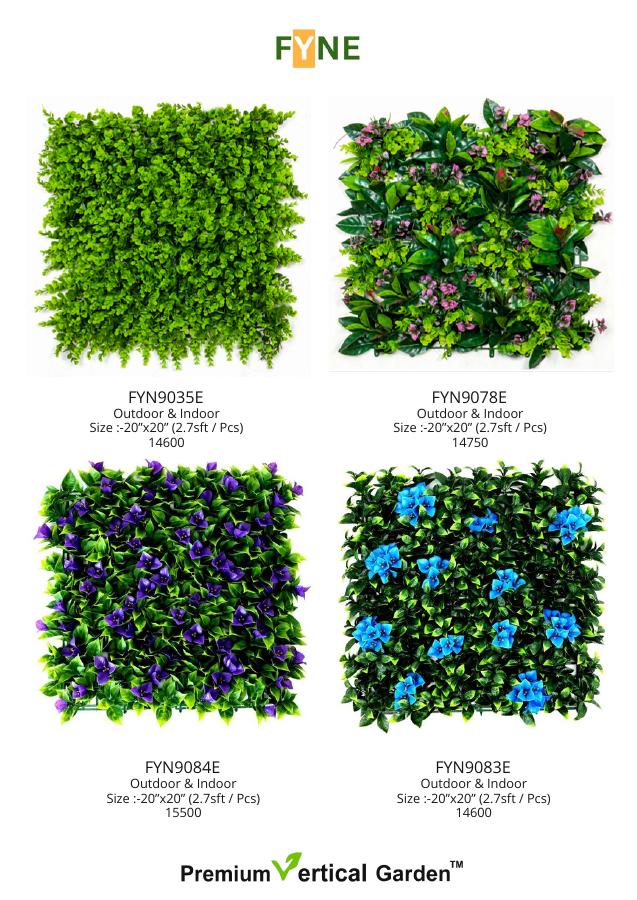 FYNE
FYN9035E
Outdoor & Indoor
Size :-20”x20” (2.7sft / Pcs)
14600
FYN9078E
Outdoor & Indoor
Size :-20”x20” (2.7sft / Pcs)
14750
FYN9084E
Outdoor & Indoor
Size :-20”x20” (2.7sft / Pcs)
15500
FYN9083E
Outdoor & Indoor
Size :-20”x20” (2.7sft / Pcs)
14600
Premium Vertical Garden™